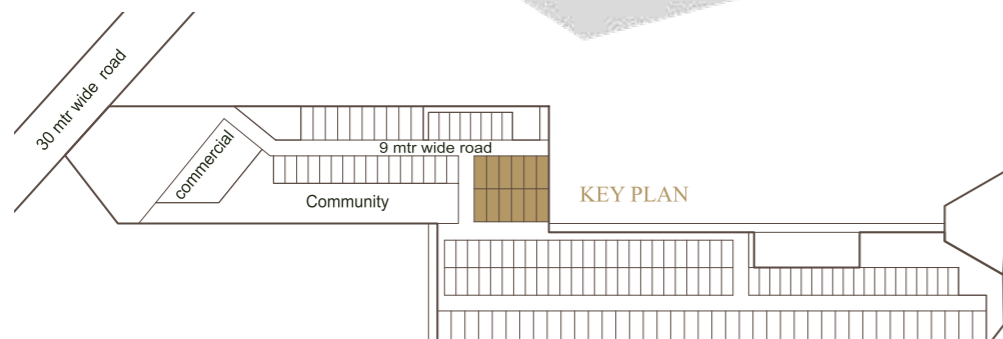 30 mtr wide road
commercial
9 mtr wide road
Community
KEY PLAN